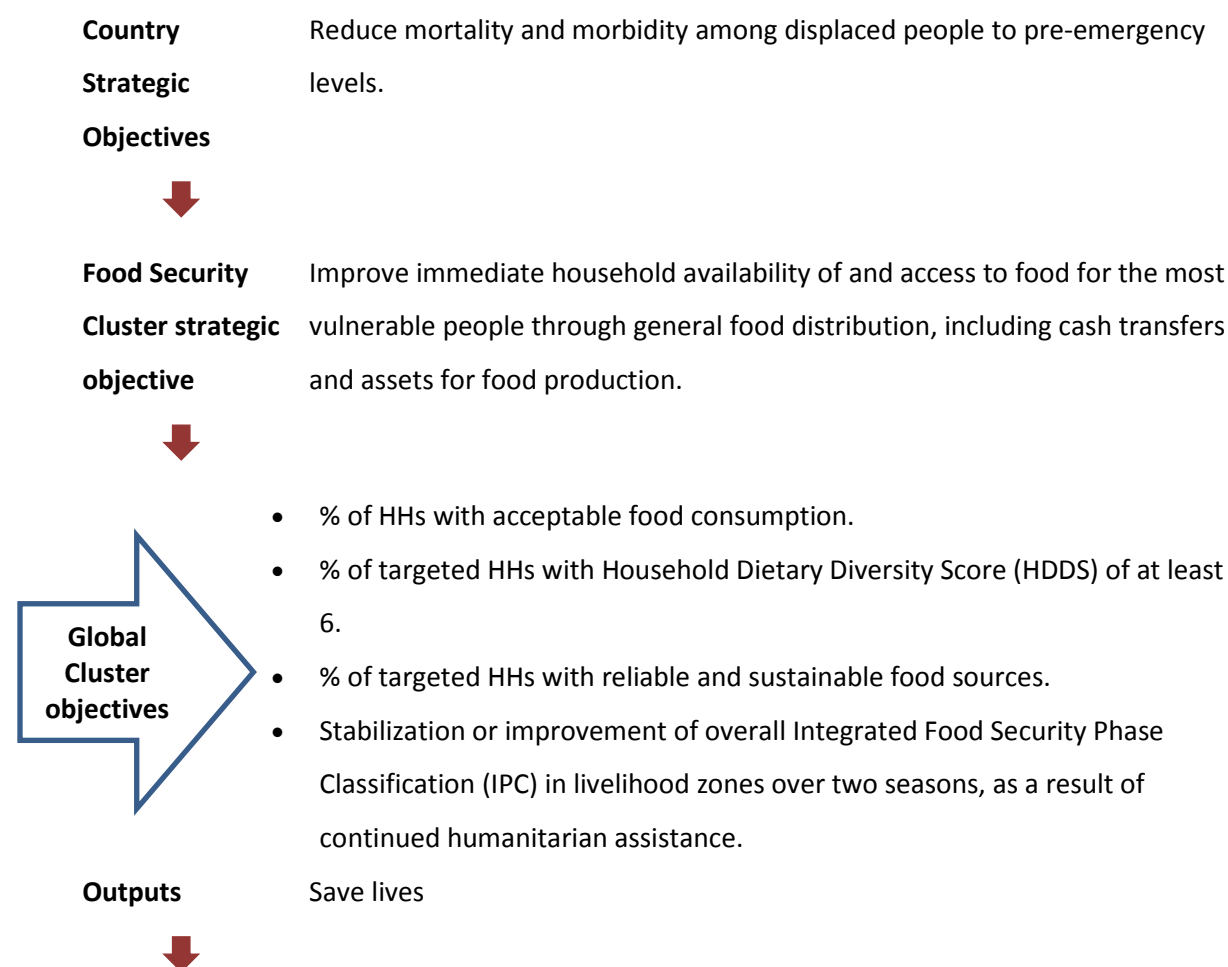 Country Reduce mortality and morbidity among displaced people to pre-emergency
Strategic levels.
Objectives
Food Security Improve immediate household availability of and access to food for the most
Cluster strategic vulnerable people through general food distribution, including cash transfers
objective and assets for food production.
Global
Cluster
objectives
• % of HHs with acceptable food consumption.
• % of targeted HHs with Household Dietary Diversity Score (HDDS) of at least
6.
• % of targeted HHs with reliable and sustainable food sources.
• Stabilization or improvement of overall Integrated Food Security Phase
Classification (IPC) in livelihood zones over two seasons, as a result of
continued humanitarian assistance.
Outputs Save lives